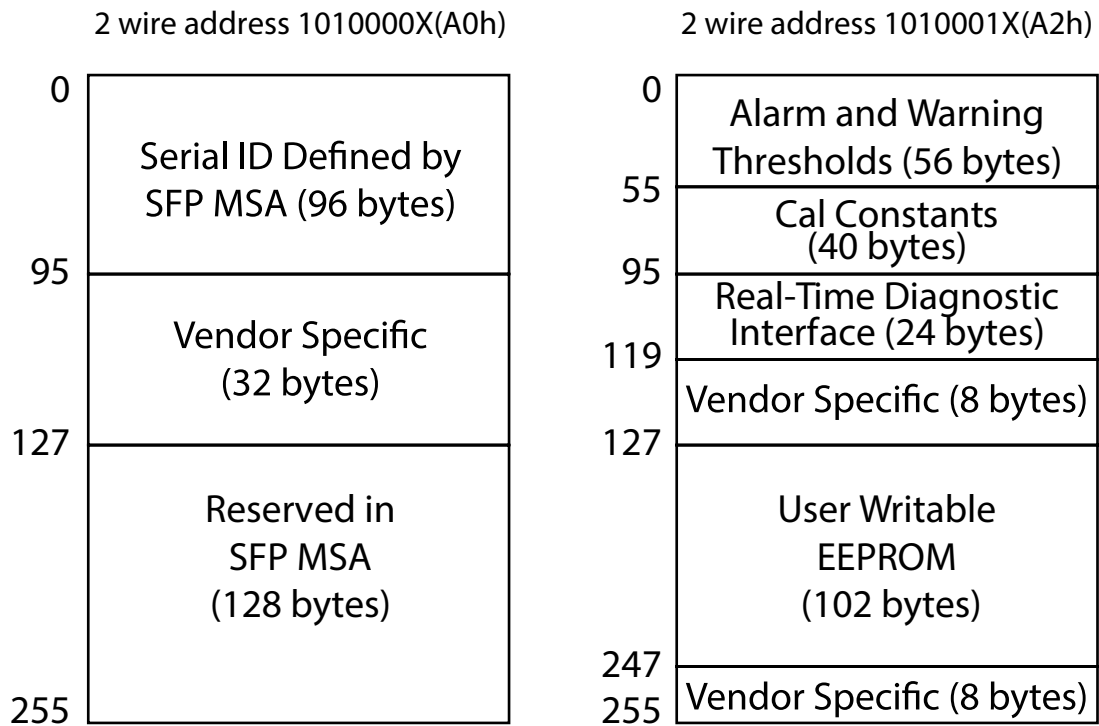 2 wire address 1010000X(A0h)
0
Serial ID Defined by
SFP MSA (96 bytes)
95
Vendor Specific
(32 bytes)
127
Reserved in
SFP MSA
(128 bytes)
255
2 wire address 1010001X(A2h)
0
Alarm and Warning
Thresholds (56 bytes)
55
Cal Constants
(40 bytes)
95
Real-Time Diagnostic
Interface (24 bytes)
119
Vendor Specific (8 bytes)
127
User Writable
EEPROM
(102 bytes)
247
Vendor Specific (8 bytes)
255